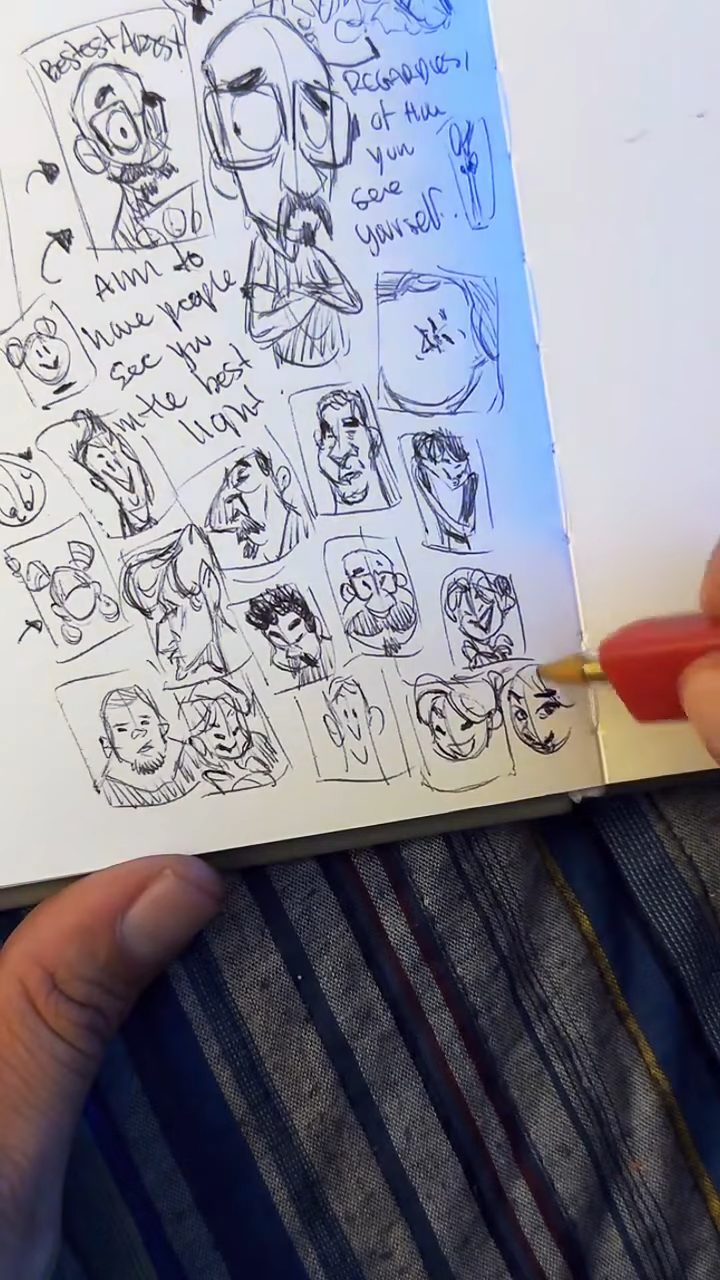 Bestest Artist
REGARDLESS
of how
you
see
yourself.
Aim to
have people
see you
in the best
light